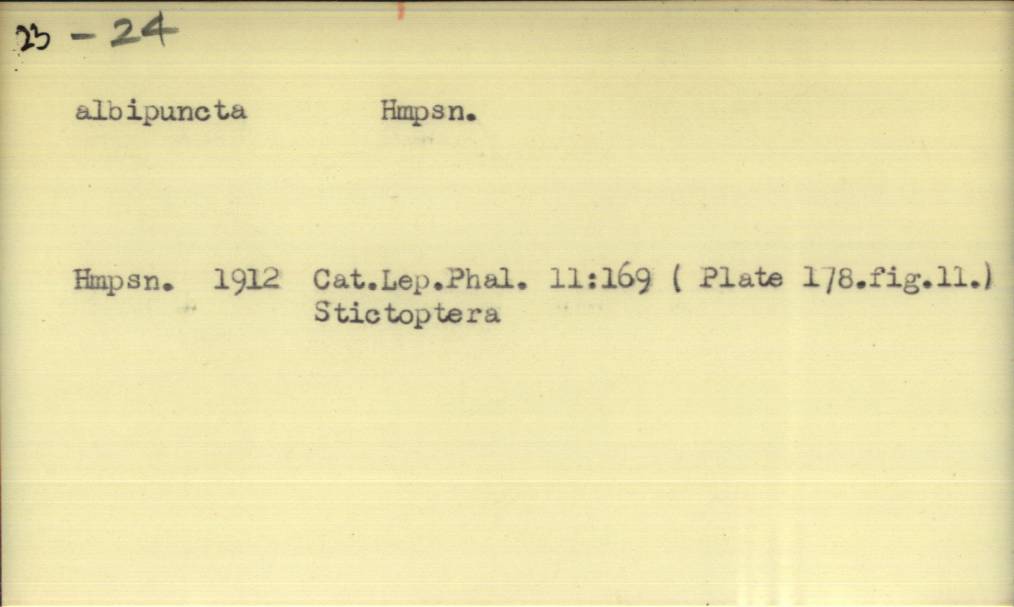 23 - 24
albipuncta Hmpsn.
Hmpsn. 1912 Cat.Lep.Phal. 11:169 ( Plate 178.fig.11.)
Stictoptera